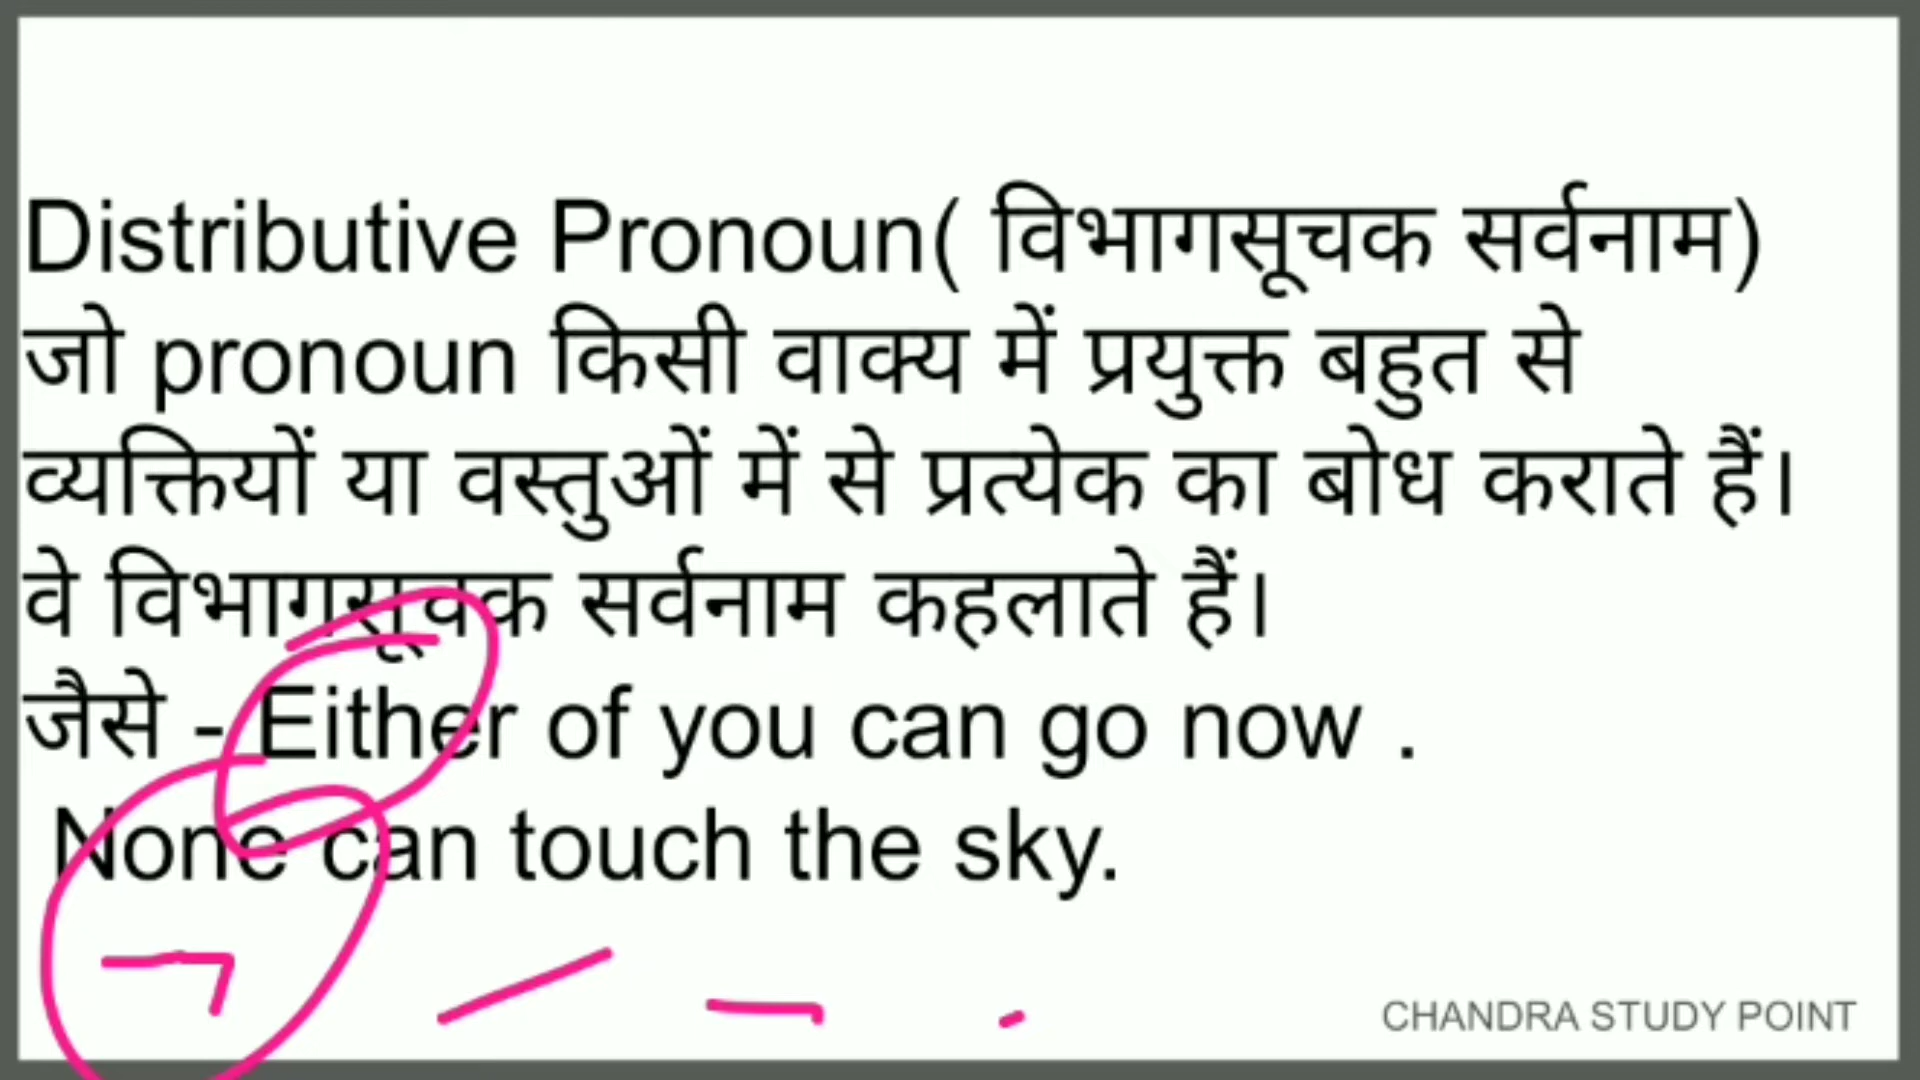 Distributive Pronoun( विभागसूचक सर्वनाम)
जो pronoun किसी वाक्य में प्रयुक्त बहुत से
व्यक्तियों या वस्तुओं में से प्रत्येक का बोध कराते हैं।
वे विभागसूचक सर्वनाम कहलाते हैं।
जैसे - Either of you can go now .
None can touch the sky.
CHANDRA STUDY POINT